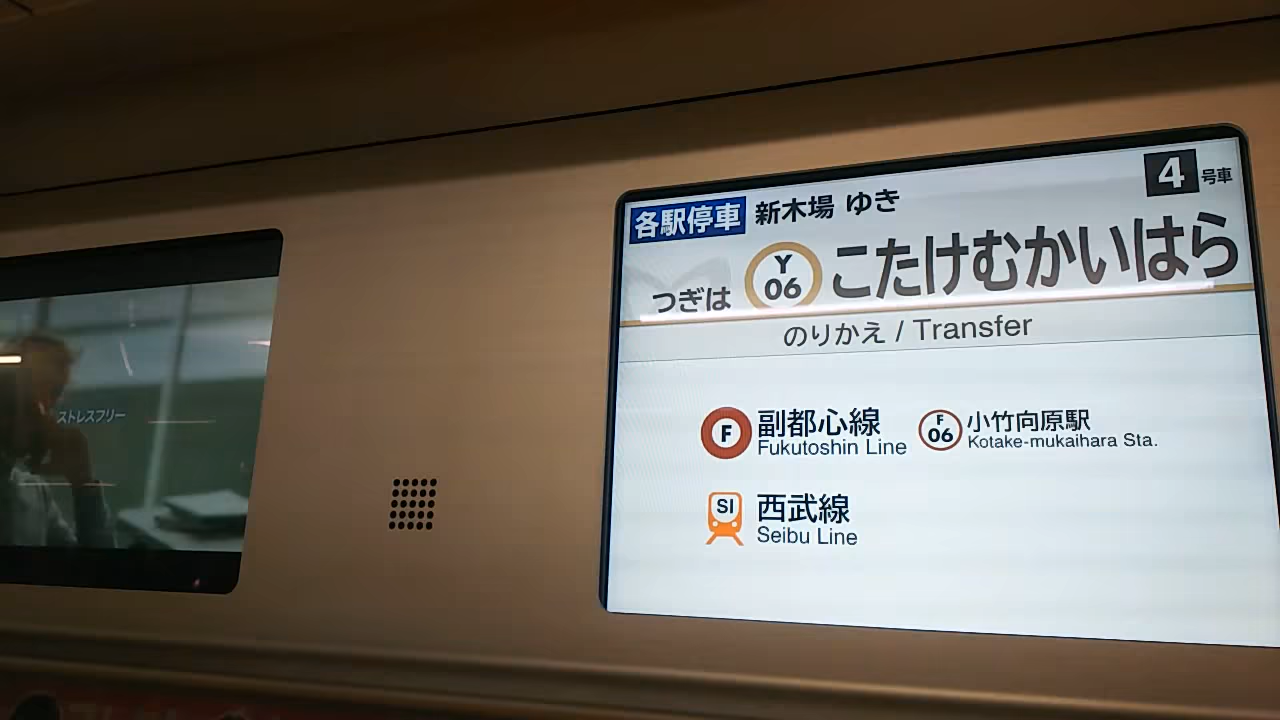 ストレスフリー
各駅停車 新木場 ゆき
4号車
つぎは Y 06 こたけむかいはら
のりかえ / Transfer
F 副都心線 F 06 小竹向原駅
Fukutoshin Line Kotake-mukaihara Sta.
SI 西武線
Seibu Line